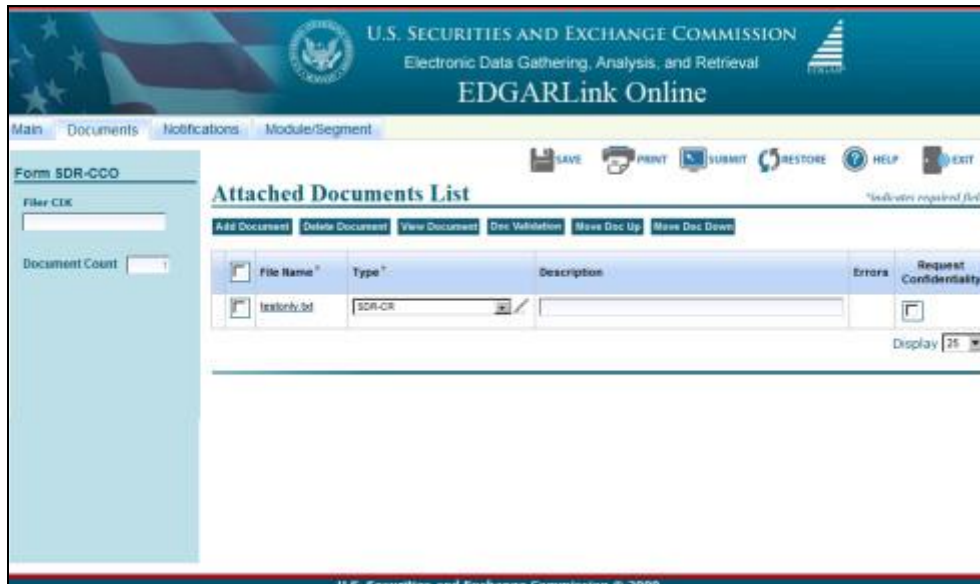 U.S. SECURITIES AND EXCHANGE COMMISSION
Electronic Data Gathering, Analysis, and Retrieval
EDGARLink Online
Main Documents Notifications Module/Segment
SAVE PRINT SUBMIT RESTORE HELP EXIT
Form SDR-CCO
Filer CIK
Document Count 1
Attached Documents List
*indicates required field
Add Document Delete Document View Document Doc Validation Move Doc Up Move Doc Down
File Name* Type* Description Errors Request Confidentiality
testonly.txt SDR-CR
Display 25
U.S. Securities and Exchange Commission © 2009